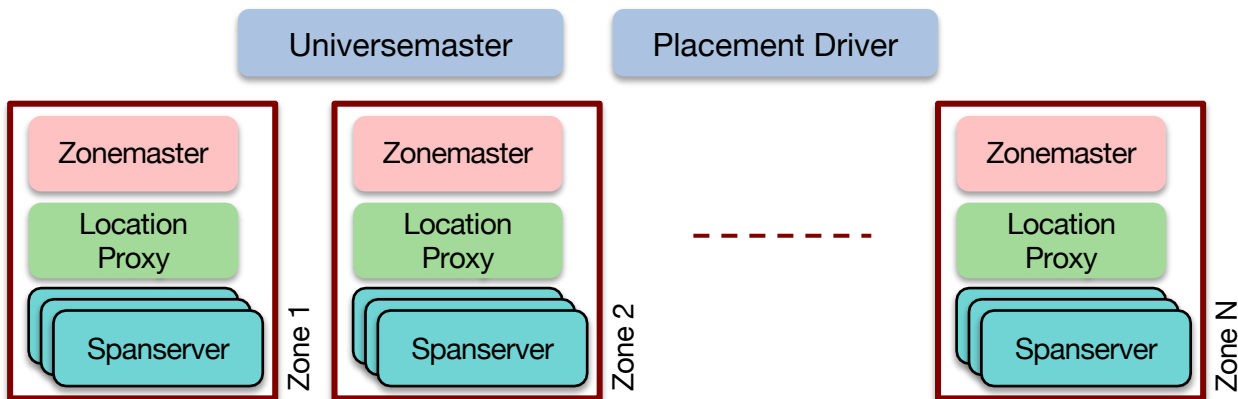 Universemaster
Placement Driver
Zonemaster
Location
Proxy
Spanserver
Zone 1
Zonemaster
Location
Proxy
Spanserver
Zone 2
Zonemaster
Location
Proxy
Spanserver
Zone N